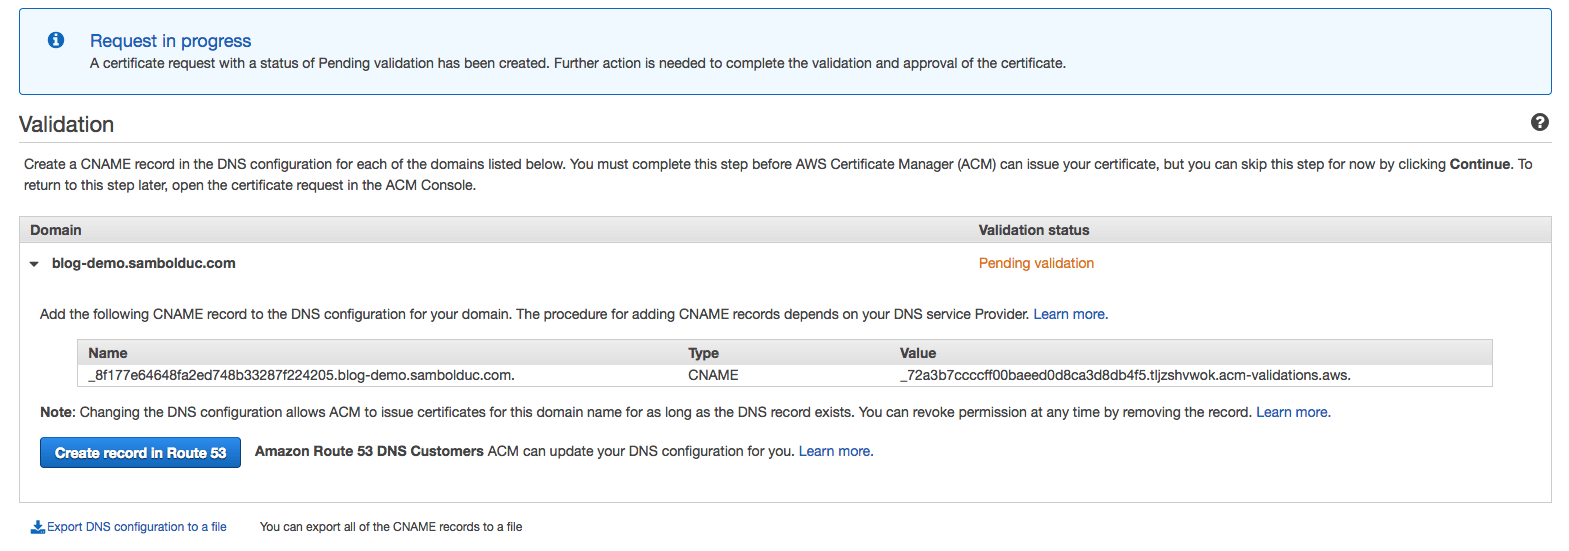 Request in progress
A certificate request with a status of Pending validation has been created. Further action is needed to complete the validation and approval of the certificate.
Validation
Create a CNAME record in the DNS configuration for each of the domains listed below. You must complete this step before AWS Certificate Manager (ACM) can issue your certificate, but you can skip this step for now by clicking Continue. To
return to this step later, open the certificate request in the ACM Console.
Domain Validation status
blog-demo.sambolduc.com Pending validation
Add the following CNAME record to the DNS configuration for your domain. The procedure for adding CNAME records depends on your DNS service Provider. Learn more.
Name Type Value
_8f177e64648fa2ed748b33287f224205.blog-demo.sambolduc.com. CNAME _72a3b7ccccff00baeed0d8ca3d8db4f5.tljzshvwok.acm-validations.aws.
Note: Changing the DNS configuration allows ACM to issue certificates for this domain name for as long as the DNS record exists. You can revoke permission at any time by removing the record. Learn more.
Create record in Route 53 Amazon Route 53 DNS Customers ACM can update your DNS configuration for you. Learn more.
Export DNS configuration to a file You can export all of the CNAME records to a file